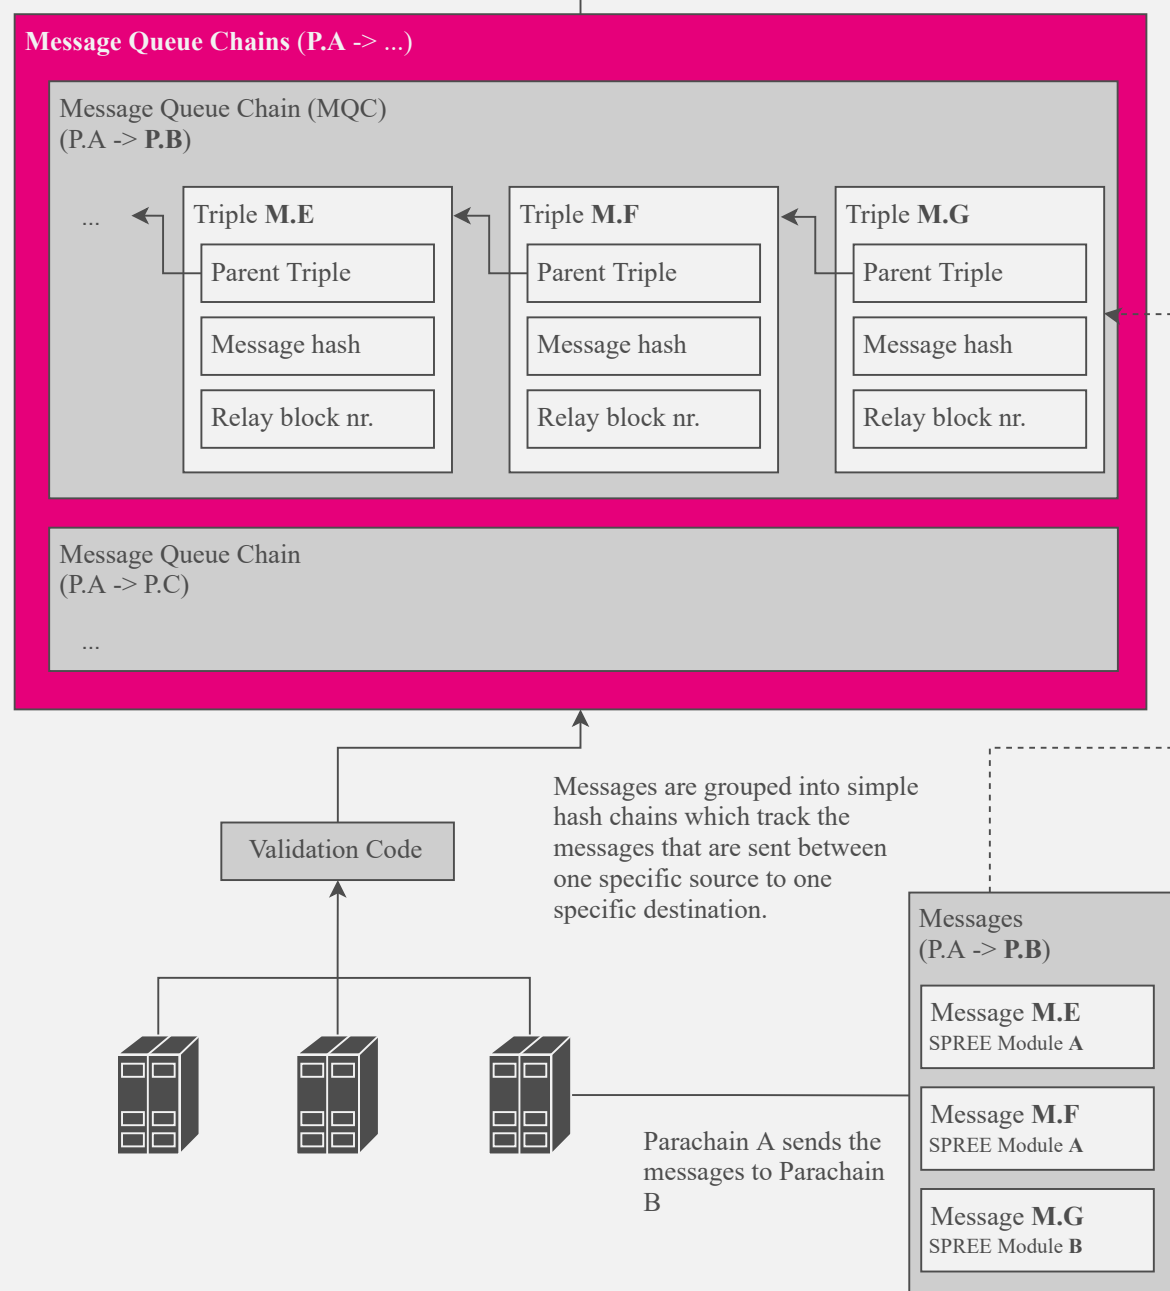 Message Queue Chains (P.A -> ...)
Message Queue Chain (MQC)
(P.A -> P.B)
...
Triple M.E
Parent Triple
Message hash
Relay block nr.
Triple M.F
Parent Triple
Message hash
Relay block nr.
Triple M.G
Parent Triple
Message hash
Relay block nr.
Message Queue Chain
(P.A -> P.C)
...
Validation Code
Messages are grouped into simple
hash chains which track the
messages that are sent between
one specific source to one
specific destination.
Parachain A sends the
messages to Parachain
B
Messages
(P.A -> P.B)
Message M.E
SPREE Module A
Message M.F
SPREE Module A
Message M.G
SPREE Module B